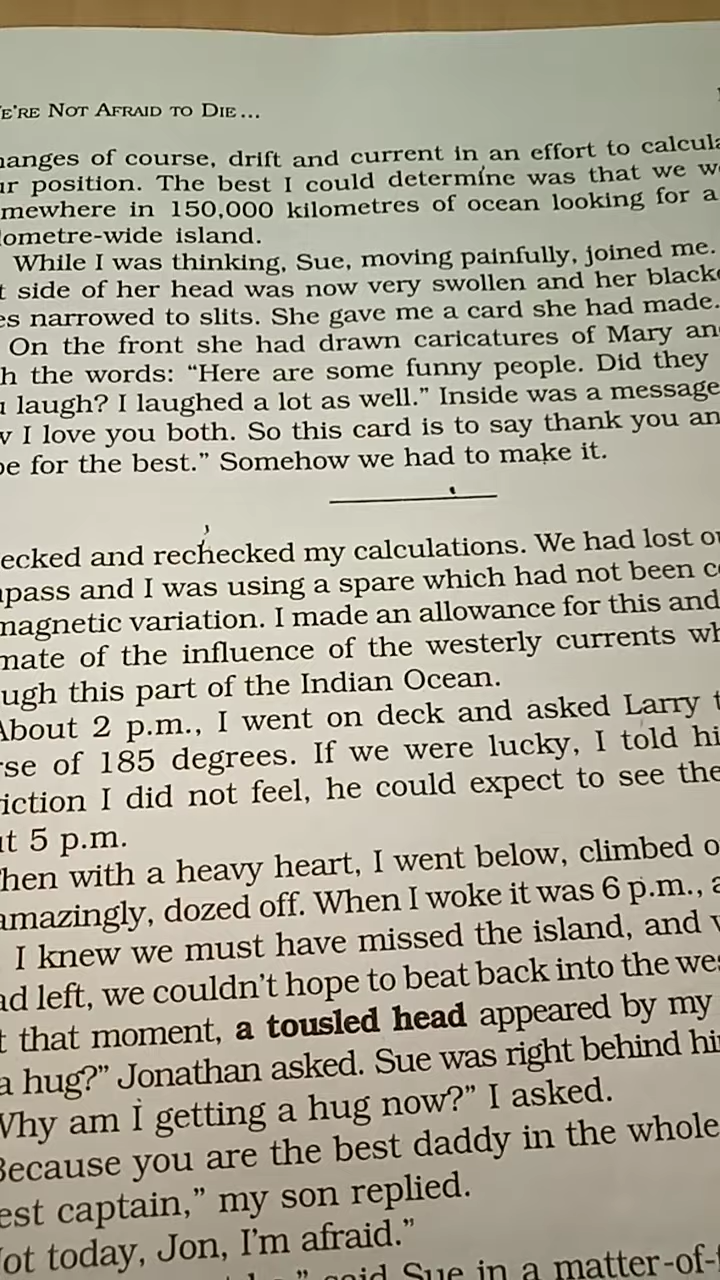 E'RE NOT AFRAID TO DIE...
hanges of course, drift and current in an effort to calcula
ur position. The best I could determine was that we w
mewhere in 150,000 kilometres of ocean looking for a
lometre-wide island.
While I was thinking, Sue, moving painfully, joined me.
t side of her head was now very swollen and her black
es narrowed to slits. She gave me a card she had made.
On the front she had drawn caricatures of Mary an
h the words: “Here are some funny people. Did they
u laugh? I laughed a lot as well.” Inside was a message
w I love you both. So this card is to say thank you an
pe for the best.” Somehow we had to make it.
ecked and rechecked my calculations. We had lost o
pass and I was using a spare which had not been c
magnetic variation. I made an allowance for this and
mate of the influence of the westerly currents wh
ugh this part of the Indian Ocean.
About 2 p.m., I went on deck and asked Larry t
rse of 185 degrees. If we were lucky, I told hi
iction I did not feel, he could expect to see the
ut 5 p.m.
hen with a heavy heart, I went below, climbed o
amazingly, dozed off. When I woke it was 6 p.m., a
I knew we must have missed the island, and w
ad left, we couldn’t hope to beat back into the wes
t that moment, a tousled head appeared by my
a hug?” Jonathan asked. Sue was right behind hi
Why am I getting a hug now?” I asked.
Because you are the best daddy in the whole
est captain,” my son replied.
ot today, Jon, I'm afraid.”
” said Sue in a matter-of-f